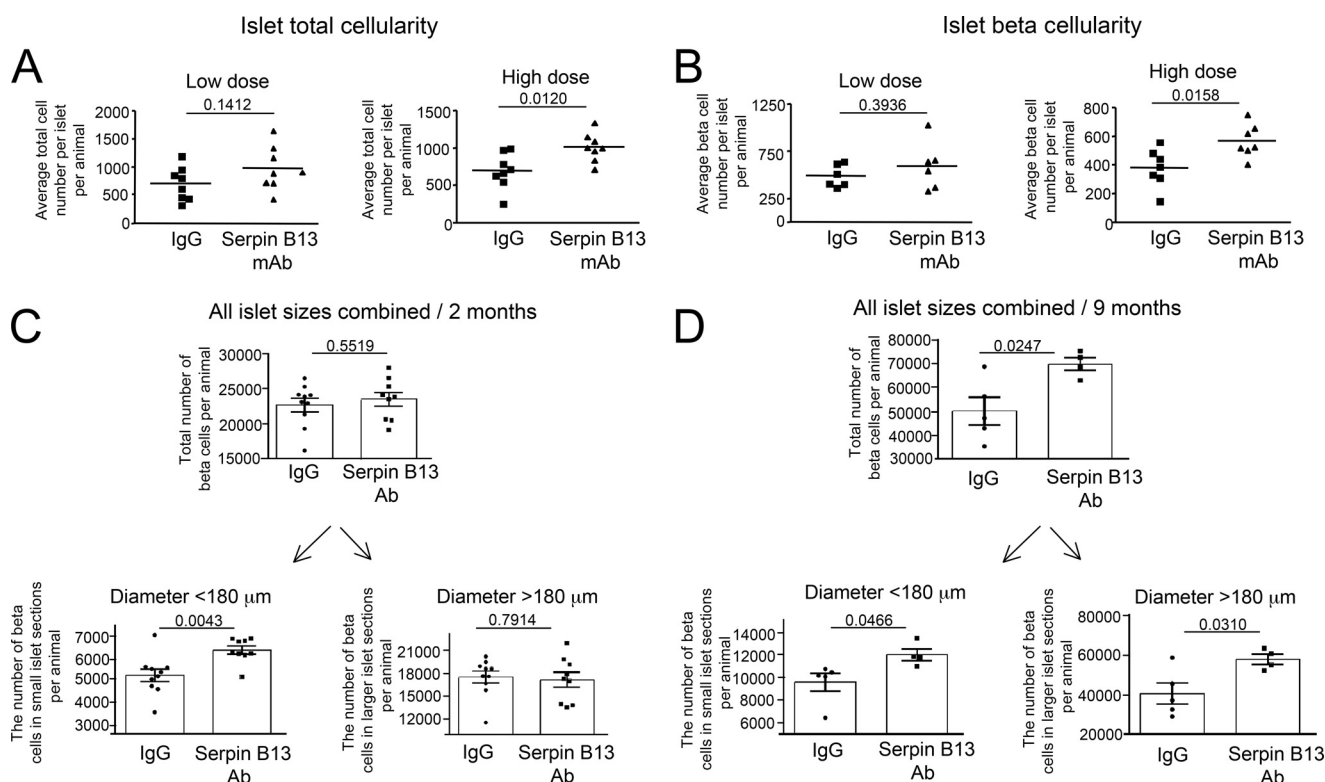 Islet total cellularity
Islet beta cellularity
A
Low dose
0.1412
Average total cell
number per islet
per animal
2000
1500
1000
500
0
IgG
Serpin B13
mAb
High dose
0.0120
Average total cell
number per islet
per animal
1500
1000
500
0
IgG
Serpin B13
mAb
B
Low dose
0.3936
Average beta cell
number per islet
per animal
1250
750
250
0
IgG
Serpin B13
mAb
High dose
0.0158
Average beta cell
number per islet
per animal
800
600
400
200
0
IgG
Serpin B13
mAb
C
All islet sizes combined / 2 months
0.5519
Total number of
beta cells per animal
30000
25000
20000
15000
IgG
Serpin B13
Ab
Diameter <180 μm
0.0043
The number of beta
cells in small islet sections
per animal
7000
6000
5000
4000
3000
IgG
Serpin B13
Ab
Diameter >180 μm
0.7914
The number of beta
cells in larger islet sections
per animal
21000
18000
15000
12000
IgG
Serpin B13
Ab
D
All islet sizes combined / 9 months
0.0247
Total number of
beta cells per animal
80000
70000
60000
50000
40000
30000
IgG
Serpin B13
Ab
Diameter <180 μm
0.0466
The number of beta
cells in small islet sections
per animal
14000
12000
10000
8000
6000
IgG
Serpin B13
Ab
Diameter >180 μm
0.0310
The number of beta
cells in larger islet sections
per animal
80000
60000
40000
20000
IgG
Serpin B13
Ab